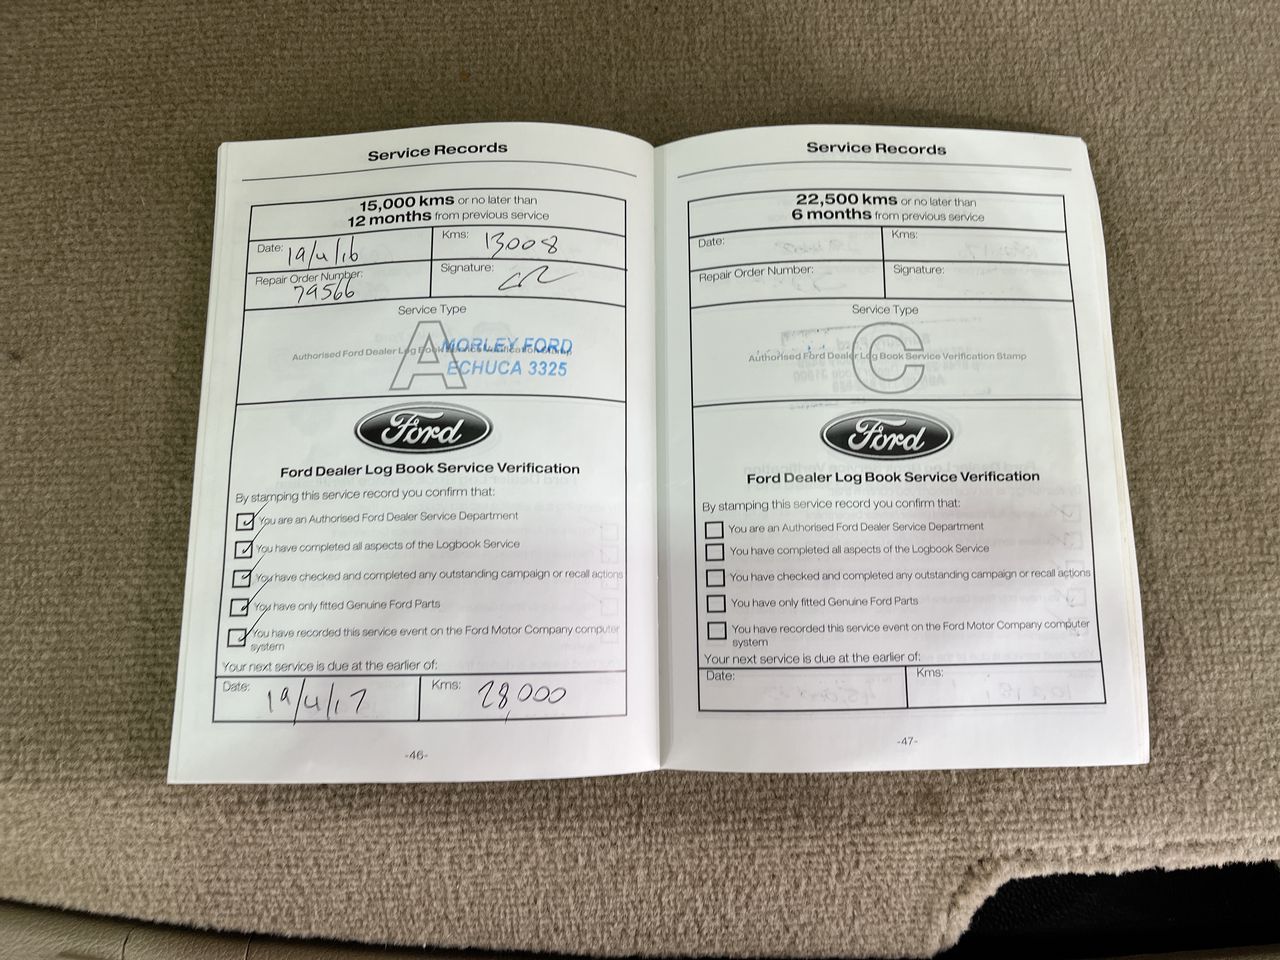 Service Records
15,000 kms or no later than
12 months from previous service
Date: 19/4/16
Kms: 13008
Repair Order Number:
79566
Signature:
Service Type
A
Authorised Ford Dealer Log Book Service Verification Stamp
MORLEY FORD
ECHUCA 3325
Ford
Ford Dealer Log Book Service Verification
By stamping this service record you confirm that:
You are an Authorised Ford Dealer Service Department
You have completed all aspects of the Logbook Service
You have checked and completed any outstanding campaign or recall actions
You have only fitted Genuine Ford Parts
You have recorded this service event on the Ford Motor Company computer
system
Your next service is due at the earlier of:
Date: 19/4/17
Kms: 28,000
-46-
Service Records
22,500 kms or no later than
6 months from previous service
Date:
Kms:
Repair Order Number:
Signature:
Service Type
C
Authorised Ford Dealer Log Book Service Verification Stamp
Ford
Ford Dealer Log Book Service Verification
By stamping this service record you confirm that:
You are an Authorised Ford Dealer Service Department
You have completed all aspects of the Logbook Service
You have checked and completed any outstanding campaign or recall actions
You have only fitted Genuine Ford Parts
You have recorded this service event on the Ford Motor Company computer
system
Your next service is due at the earlier of:
Date:
Kms:
-47-